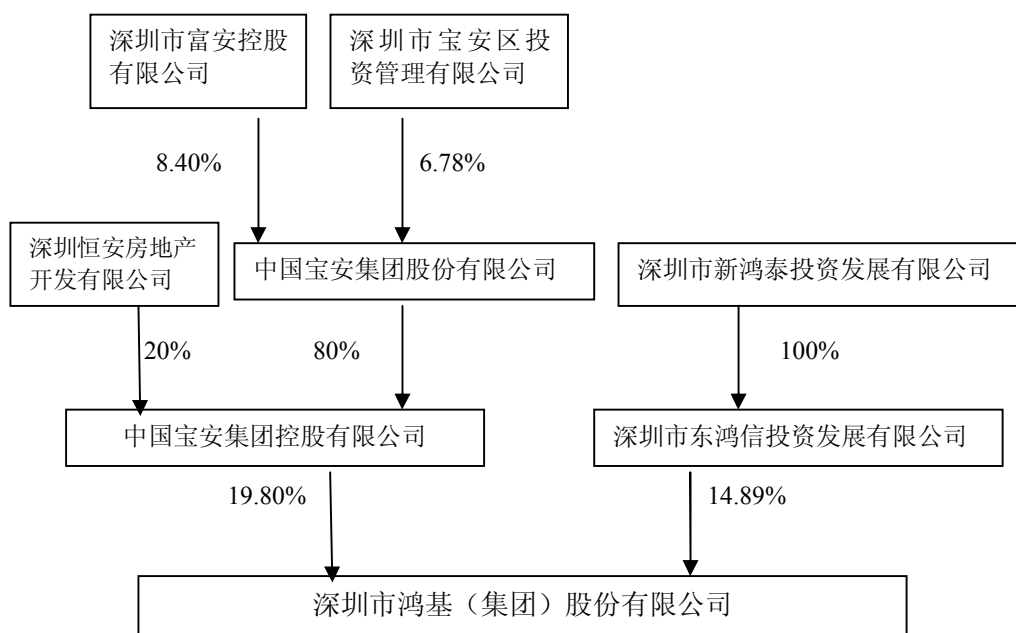 深圳市富安控股
有限公司
深圳市宝安区投
资管理有限公司
8.40%
6.78%
深圳恒安房地产
开发有限公司
中国宝安集团股份有限公司
深圳市新鸿泰投资发展有限公司
20%
80%
100%
中国宝安集团控股有限公司
深圳市东鸿信投资发展有限公司
19.80%
14.89%
深圳市鸿基（集团）股份有限公司